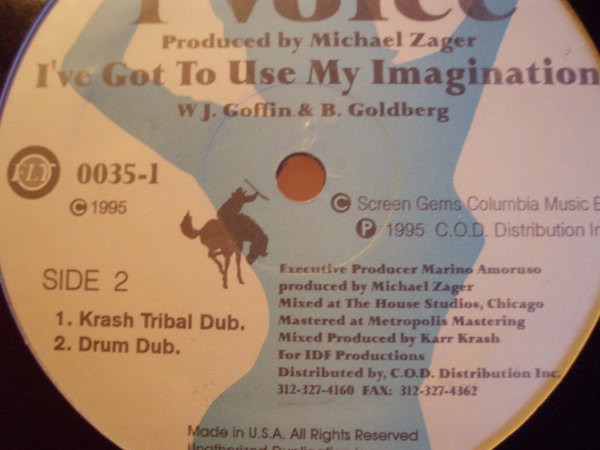 Produced by Michael Zager
I've Got To Use My Imagination
W J. Goffin & B. Goldberg
0035-1
© 1995
© Screen Gems Columbia Music
℗ 1995 C.O.D. Distribution
SIDE 2
1. Krash Tribal Dub.
2. Drum Dub.
Executive Producer Marino Amoruso
produced by Michael Zager
Mixed at The House Studios, Chicago
Mastered at Metropolis Mastering
Mixed Produced by Karr Krash
For IDF Productions
Distributed by, C.O.D. Distribution Inc.
312-327-4160 FAX: 312-327-4362
Made in U.S.A. All Rights Reserved